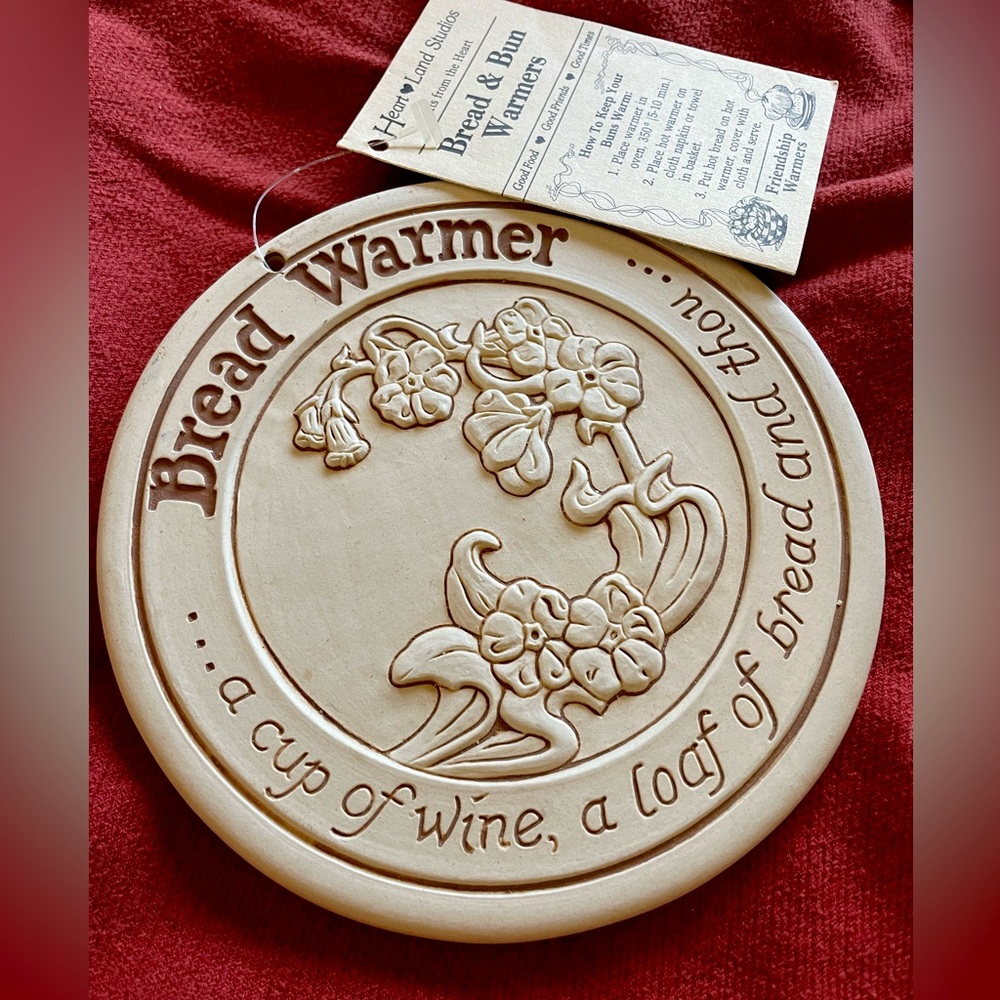 Heart♥Land Studios
from the Heart
Bread & Bun
Warmers
Good Food ♥ Good Friends ♥ Good Times
How To Keep Your
Buns Warm:
1. Place warmer in
oven, 350° (5-10 min.)
2. Place hot warmer on
cloth napkin or towel
in basket.
3. Put hot bread on hot
warmer, cover with
cloth and serve.
Friendship
Warmers
Bread Warmer
...a cup of wine, a loaf of bread and thou...